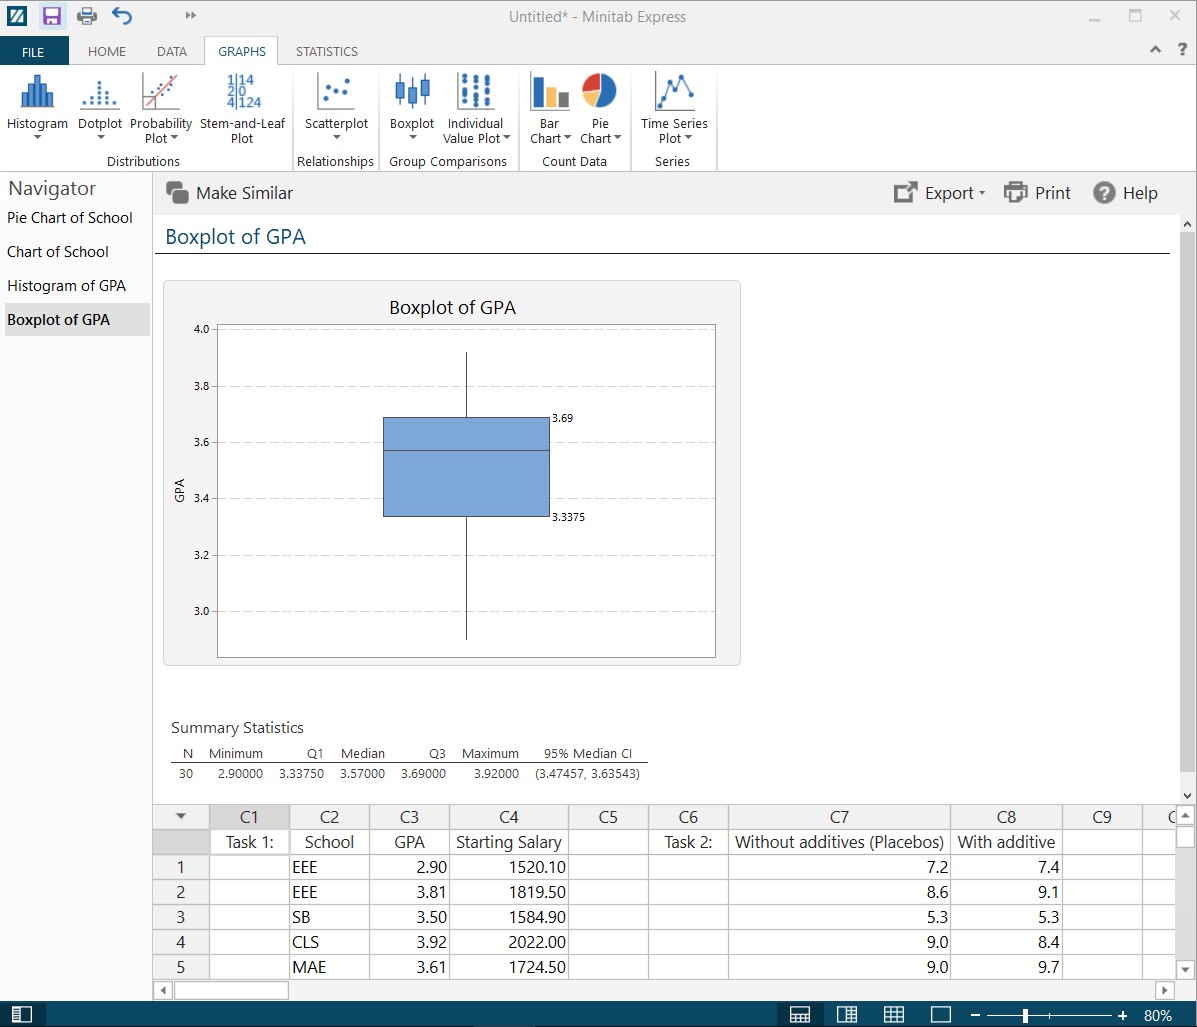 Untitled* - Minitab Express
FILE HOME DATA GRAPHS STATISTICS
1|14
2|0
4|124
Histogram Dotplot Probability Plot Stem-and-Leaf Plot Scatterplot Boxplot Individual Value Plot Bar Chart Pie Chart Time Series Plot
Distributions Relationships Group Comparisons Count Data Series
Navigator
Pie Chart of School
Chart of School
Histogram of GPA
Boxplot of GPA
Make Similar Export Print Help
Boxplot of GPA
Boxplot of GPA
4.0
3.8
3.69
3.6
GPA
3.4
3.3375
3.2
3.0
Summary Statistics
N Minimum Q1 Median Q3 Maximum 95% Median CI
30 2.90000 3.33750 3.57000 3.69000 3.92000 (3.47457, 3.63543)
C1 C2 C3 C4 C5 C6 C7 C8 C9
Task 1: School GPA Starting Salary Task 2: Without additives (Placebos) With additive
1 EEE 2.90 1520.10 7.2 7.4
2 EEE 3.81 1819.50 8.6 9.1
3 SB 3.50 1584.90 5.3 5.3
4 CLS 3.92 2022.00 9.0 8.4
5 MAE 3.61 1724.50 9.0 9.7
80%